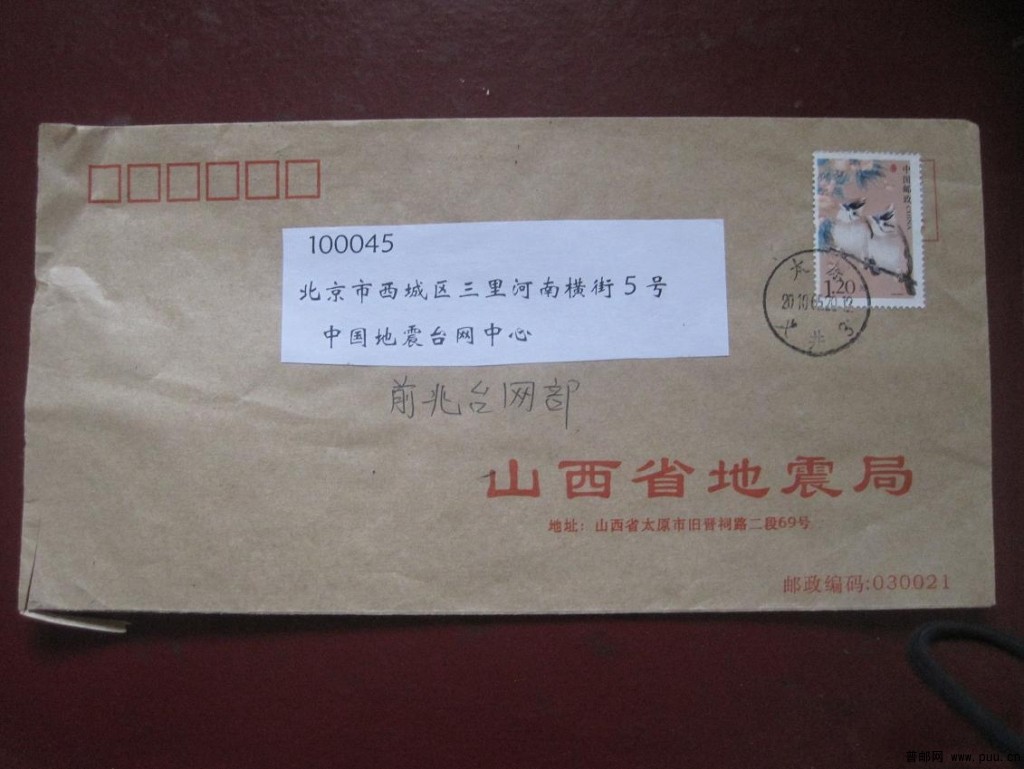 中国邮政
CHINA
1.20
太原
100045
北京市西城区三里河南横街5号
中国地震台网中心
前兆台网部
山西省地震局
地址：山西省太原市旧晋祠路二段69号
邮政编码:030021
普邮网 www.puu.cn